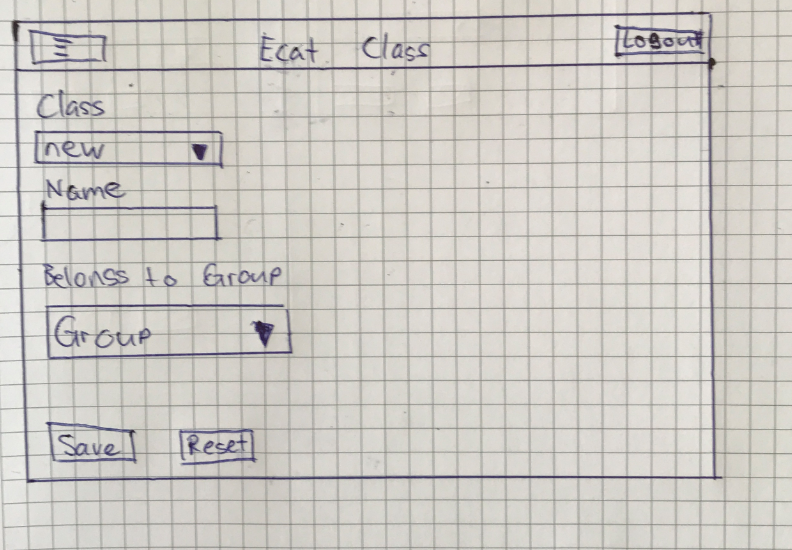 Ecat Class Logout
Class
new
Name
Belongs to Group
Group
Save Reset